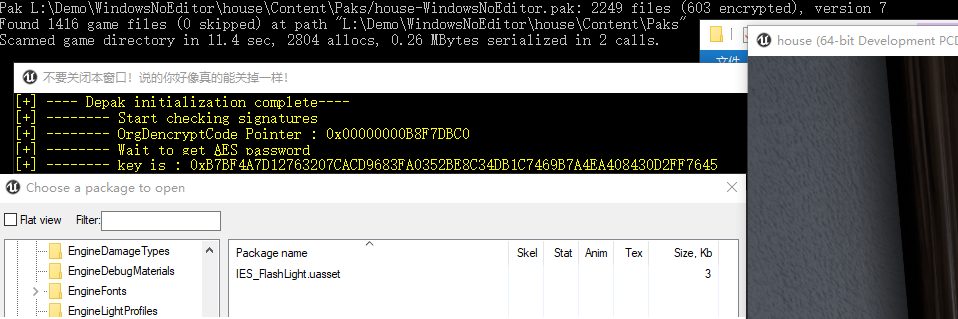 Pak L:\Demo\WindowsNoEditor\house\Content\Paks/house-WindowsNoEditor.pak: 2249 files (603 encrypted), version 7
Found 1416 game files (0 skipped) at path "L:\Demo\WindowsNoEditor\house\Content\Paks"
Scanned game directory in 11.4 sec, 2804 allocs, 0.26 MBytes serialized in 2 calls.
文件
house (64-bit Development PCD
不要关闭本窗口！说的你好像真的能关掉一样！
[+] ---- Depak initialization complete----
[+] -------- Start checking signatures
[+] -------- OrgDencryptCode Pointer : 0x00000000B8F7DBC0
[+] -------- Wait to get AES password
[+] -------- key is : 0xB7BF4A7D12763207CACD9683FA0352BE8C34DB1C7469B7A4EA408430D2FF7645
Choose a package to open
Flat view Filter:
EngineDamageTypes
EngineDebugMaterials
EngineFonts
EngineLightProfiles
Package name Skel Stat Anim Tex Size, Kb
IES_FlashLight.uasset 3